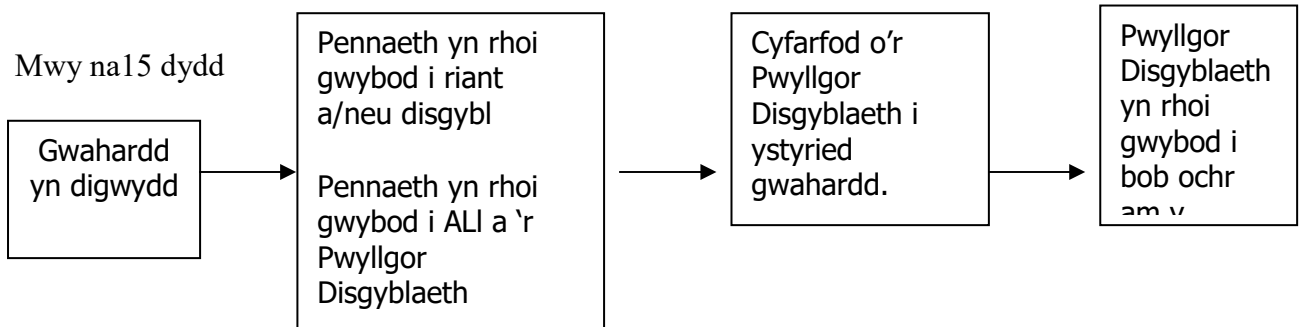 Mwy na15 dydd
Gwahardd
yn digwydd
Pennaeth yn rhoi
gwybod i riant
a/neu disgybl
Pennaeth yn rhoi
gwybod i ALl a ‘r
Pwyllgor
Disgyblaeth
Cyfarfod o’r
Pwyllgor
Disgyblaeth i
ystyried
gwahardd.
Pwyllgor
Disgyblaeth
yn rhoi
gwybod i
bob ochr
am y